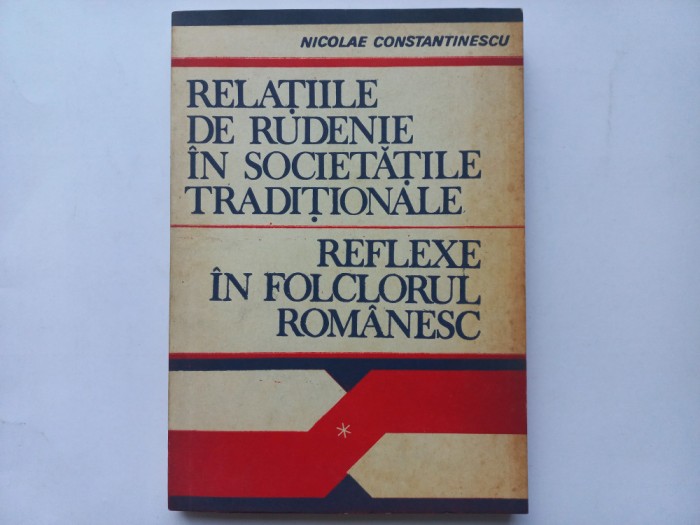 NICOLAE CONSTANTINESCU
RELAȚIILE
DE RUDENIE
ÎN SOCIETĂȚILE
TRADIȚIONALE
REFLEXE
ÎN FOLCLORUL
ROMÂNESC